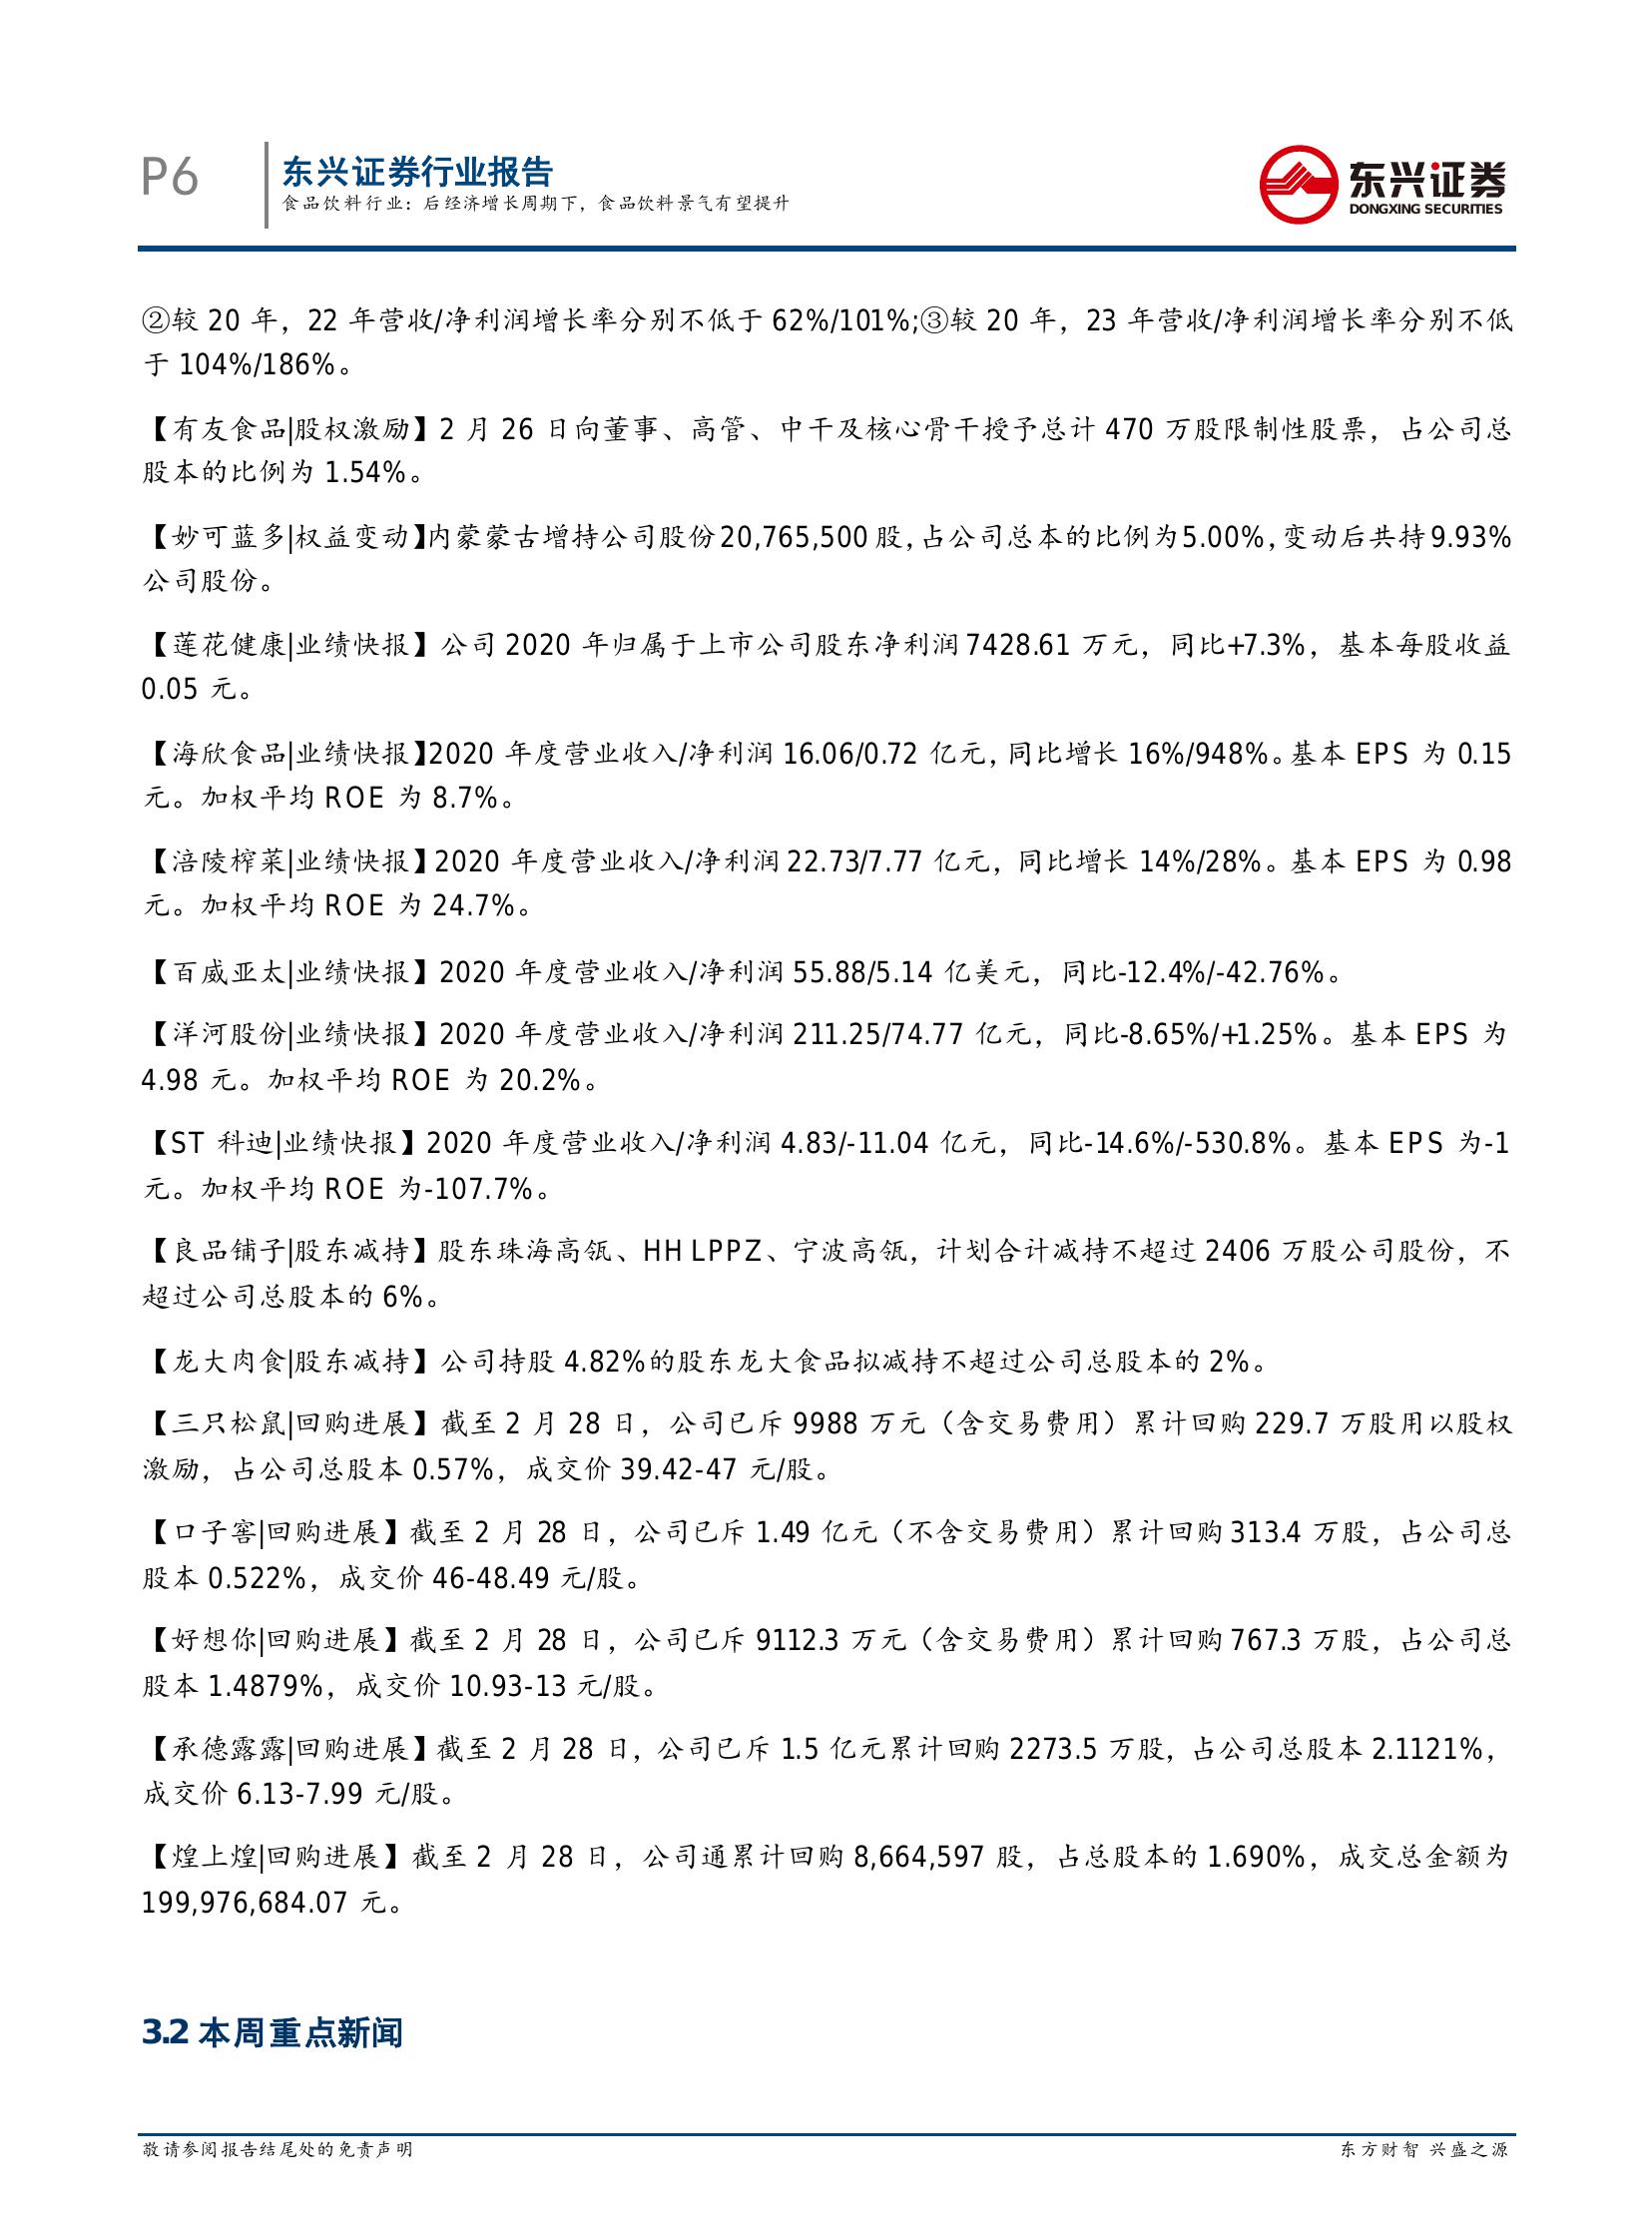 P6
东兴证券行业报告
食品饮料行业：后经济增长周期下，食品饮料景气有望提升
东兴证券
DONGXING SECURITIES
②较 20 年，22 年营收/净利润增长率分别不低于 62%/101%;③较 20 年，23 年营收/净利润增长率分别不低
于 104%/186%。
【有友食品|股权激励】2 月 26 日向董事、高管、中干及核心骨干授予总计 470 万股限制性股票，占公司总
股本的比例为 1.54%。
【妙可蓝多|权益变动】内蒙蒙古增持公司股份 20,765,500 股，占公司总本的比例为 5.00%，变动后共持 9.93%
公司股份。
【莲花健康|业绩快报】公司 2020 年归属于上市公司股东净利润 7428.61 万元，同比+7.3%，基本每股收益
0.05 元。
【海欣食品|业绩快报】2020 年度营业收入/净利润 16.06/0.72 亿元，同比增长 16%/948%。基本 EPS 为 0.15
元。加权平均 ROE 为 8.7%。
【涪陵榨菜|业绩快报】2020 年度营业收入/净利润 22.73/7.77 亿元，同比增长 14%/28%。基本 EPS 为 0.98
元。加权平均 ROE 为 24.7%。
【百威亚太|业绩快报】2020 年度营业收入/净利润 55.88/5.14 亿美元，同比-12.4%/-42.76%。
【洋河股份|业绩快报】2020 年度营业收入/净利润 211.25/74.77 亿元，同比-8.65%/+1.25%。基本 EPS 为
4.98 元。加权平均 ROE 为 20.2%。
【ST 科迪|业绩快报】2020 年度营业收入/净利润 4.83/-11.04 亿元，同比-14.6%/-530.8%。基本 EPS 为-1
元。加权平均 ROE 为-107.7%。
【良品铺子|股东减持】股东珠海高瓴、HH LPPZ、宁波高瓴，计划合计减持不超过 2406 万股公司股份，不
超过公司总股本的 6%。
【龙大肉食|股东减持】公司持股 4.82%的股东龙大食品拟减持不超过公司总股本的 2%。
【三只松鼠|回购进展】截至 2 月 28 日，公司已斥 9988 万元（含交易费用）累计回购 229.7 万股用以股权
激励，占公司总股本 0.57%，成交价 39.42-47 元/股。
【口子窖|回购进展】截至 2 月 28 日，公司已斥 1.49 亿元（不含交易费用）累计回购 313.4 万股，占公司总
股本 0.522%，成交价 46-48.49 元/股。
【好想你|回购进展】截至 2 月 28 日，公司已斥 9112.3 万元（含交易费用）累计回购 767.3 万股，占公司总
股本 1.4879%，成交价 10.93-13 元/股。
【承德露露|回购进展】截至 2 月 28 日，公司已斥 1.5 亿元累计回购 2273.5 万股，占公司总股本 2.1121%，
成交价 6.13-7.99 元/股。
【煌上煌|回购进展】截至 2 月 28 日，公司通累计回购 8,664,597 股，占总股本的 1.690%，成交总金额为
199,976,684.07 元。
3.2 本周重点新闻
敬请参阅报告结尾处的免责声明
东方财智 兴盛之源